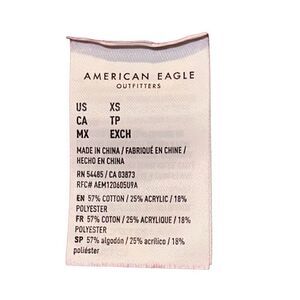 AMERICAN EAGLE
OUTFITTERS
US XS
CA TP
MX EXCH
MADE IN CHINA / FABRIQUÉ EN CHINE /
HECHO EN CHINA
RN 54485 / CA 03873
RFC# AEM120605U9A
EN 57% COTTON / 25% ACRYLIC / 18%
POLYESTER
FR 57% COTON / 25% ACRYLIQUE / 18%
POLYESTER
SP 57% algodón / 25% acrílico / 18%
poliéster